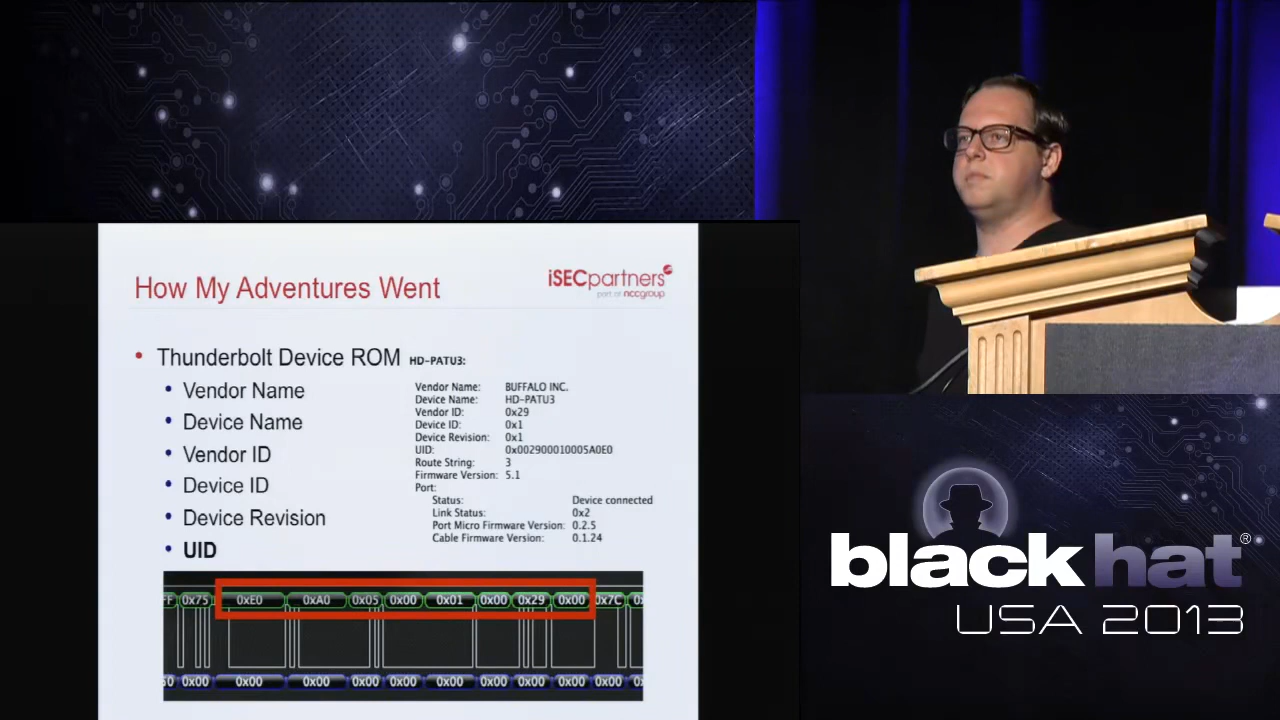 How My Adventures Went
iSECpartners
part of nccgroup
• Thunderbolt Device ROM
• Vendor Name
• Device Name
• Vendor ID
• Device ID
• Device Revision
• UID
HD-PATU3:
Vendor Name: BUFFALO INC.
Device Name: HD-PATU3
Vendor ID: 0x29
Device ID: 0x1
Device Revision: 0x1
UID: 0x002900010005A0E0
Route String: 3
Firmware Version: 5.1
Port:
Status: Device connected
Link Status: 0x2
Port Micro Firmware Version: 0.2.5
Cable Firmware Version: 0.1.24
FF 0x75 0xE0 0xA0 0x05 0x00 0x01 0x00 0x29 0x00 0x7C
0x00 0x00 0x00 0x00 0x00 0x00 0x00 0x00 0x00 0x00
black hat®
USA 2013